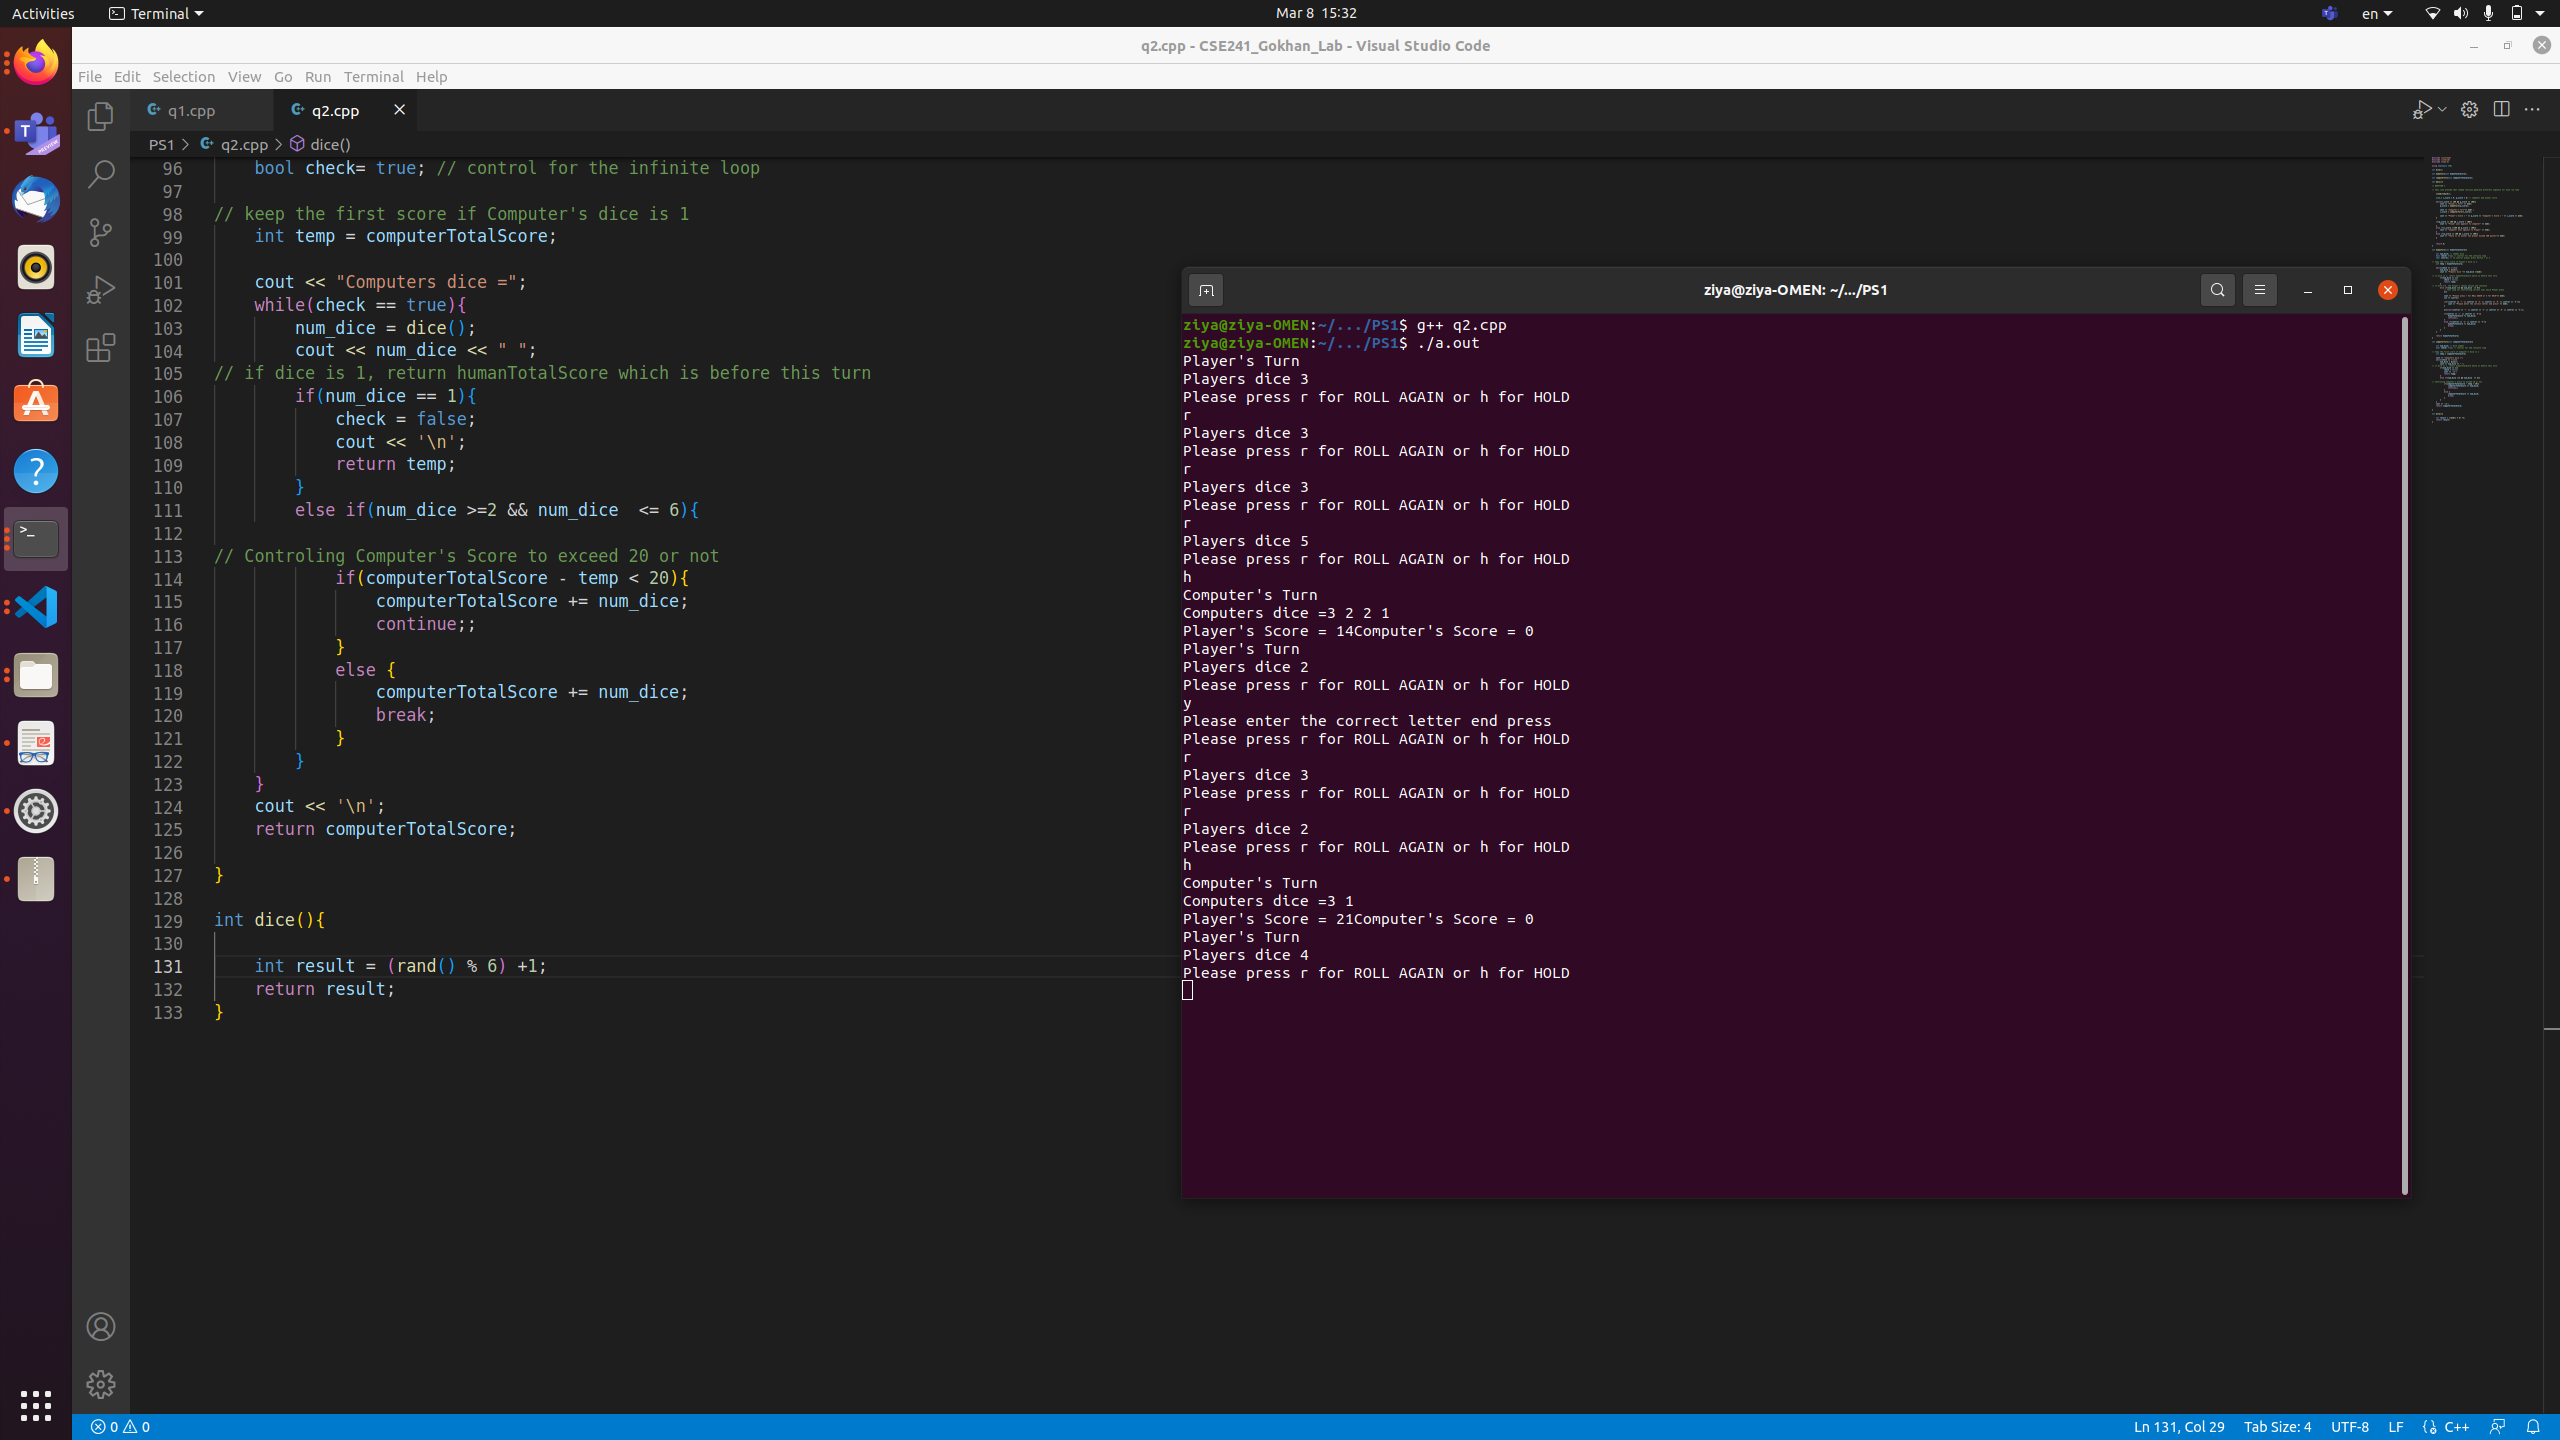 Activities
Terminal
Mar 8 15:32
en
q2.cpp - CSE241_Gokhan_Lab - Visual Studio Code
File Edit Selection View Go Run Terminal Help
q1.cpp
q2.cpp
PS1 > q2.cpp > dice()
96 bool check= true; // control for the infinite loop
97
98 // keep the first score if Computer's dice is 1
99 int temp = computerTotalScore;
100
101 cout << "Computers dice =";
102 while(check == true){
103 num_dice = dice();
104 cout << num_dice << " ";
105 // if dice is 1, return humanTotalScore which is before this turn
106 if(num_dice == 1){
107 check = false;
108 cout << '\n';
109 return temp;
110 }
111 else if(num_dice >=2 && num_dice  <= 6){
112
113 // Controling Computer's Score to exceed 20 or not
114 if(computerTotalScore - temp < 20){
115 computerTotalScore += num_dice;
116 continue;;
117 }
118 else {
119 computerTotalScore += num_dice;
120 break;
121 }
122 }
123 }
124 cout << '\n';
125 return computerTotalScore;
126
127 }
128
129 int dice(){
130
131 int result = (rand() % 6) +1;
132 return result;
133 }
ziya@ziya-OMEN: ~/.../PS1
ziya@ziya-OMEN:~/.../PS1$ g++ q2.cpp
ziya@ziya-OMEN:~/.../PS1$ ./a.out
Player's Turn
Players dice 3
Please press r for ROLL AGAIN or h for HOLD
r
Players dice 3
Please press r for ROLL AGAIN or h for HOLD
r
Players dice 3
Please press r for ROLL AGAIN or h for HOLD
r
Players dice 5
Please press r for ROLL AGAIN or h for HOLD
h
Computer's Turn
Computers dice =3 2 2 1
Player's Score = 14Computer's Score = 0
Player's Turn
Players dice 2
Please press r for ROLL AGAIN or h for HOLD
y
Please enter the correct letter end press
Please press r for ROLL AGAIN or h for HOLD
r
Players dice 3
Please press r for ROLL AGAIN or h for HOLD
r
Players dice 2
Please press r for ROLL AGAIN or h for HOLD
h
Computer's Turn
Computers dice =3 1
Player's Score = 21Computer's Score = 0
Player's Turn
Players dice 4
Please press r for ROLL AGAIN or h for HOLD
0 0
Ln 131, Col 29 Tab Size: 4 UTF-8 LF {} C++